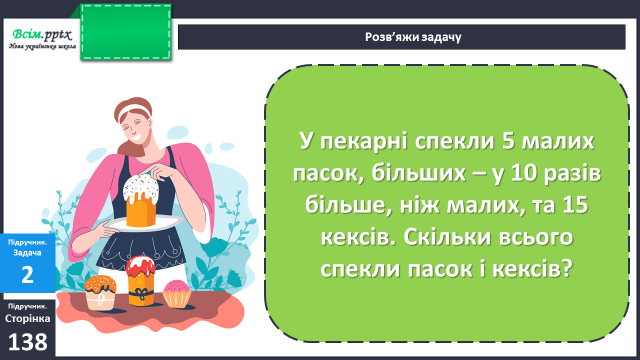 Всім.pptx
Нова українська школа
Розв'яжи задачу
У пекарні спекли 5 малих
пасок, більших – у 10 разів
більше, ніж малих, та 15
кексів. Скільки всього
спекли пасок і кексів?
Підручник.
Задача
2
Підручник.
Сторінка
138